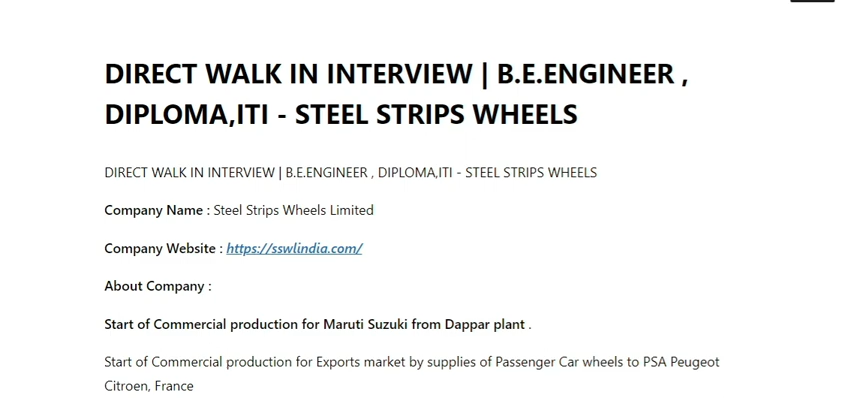 DIRECT WALK IN INTERVIEW | B.E.ENGINEER ,
DIPLOMA,ITI - STEEL STRIPS WHEELS
DIRECT WALK IN INTERVIEW | B.E.ENGINEER , DIPLOMA,ITI - STEEL STRIPS WHEELS
Company Name : Steel Strips Wheels Limited
Company Website : https://sswlindia.com/
About Company :
Start of Commercial production for Maruti Suzuki from Dappar plant .
Start of Commercial production for Exports market by supplies of Passenger Car wheels to PSA Peugeot
Citroen, France